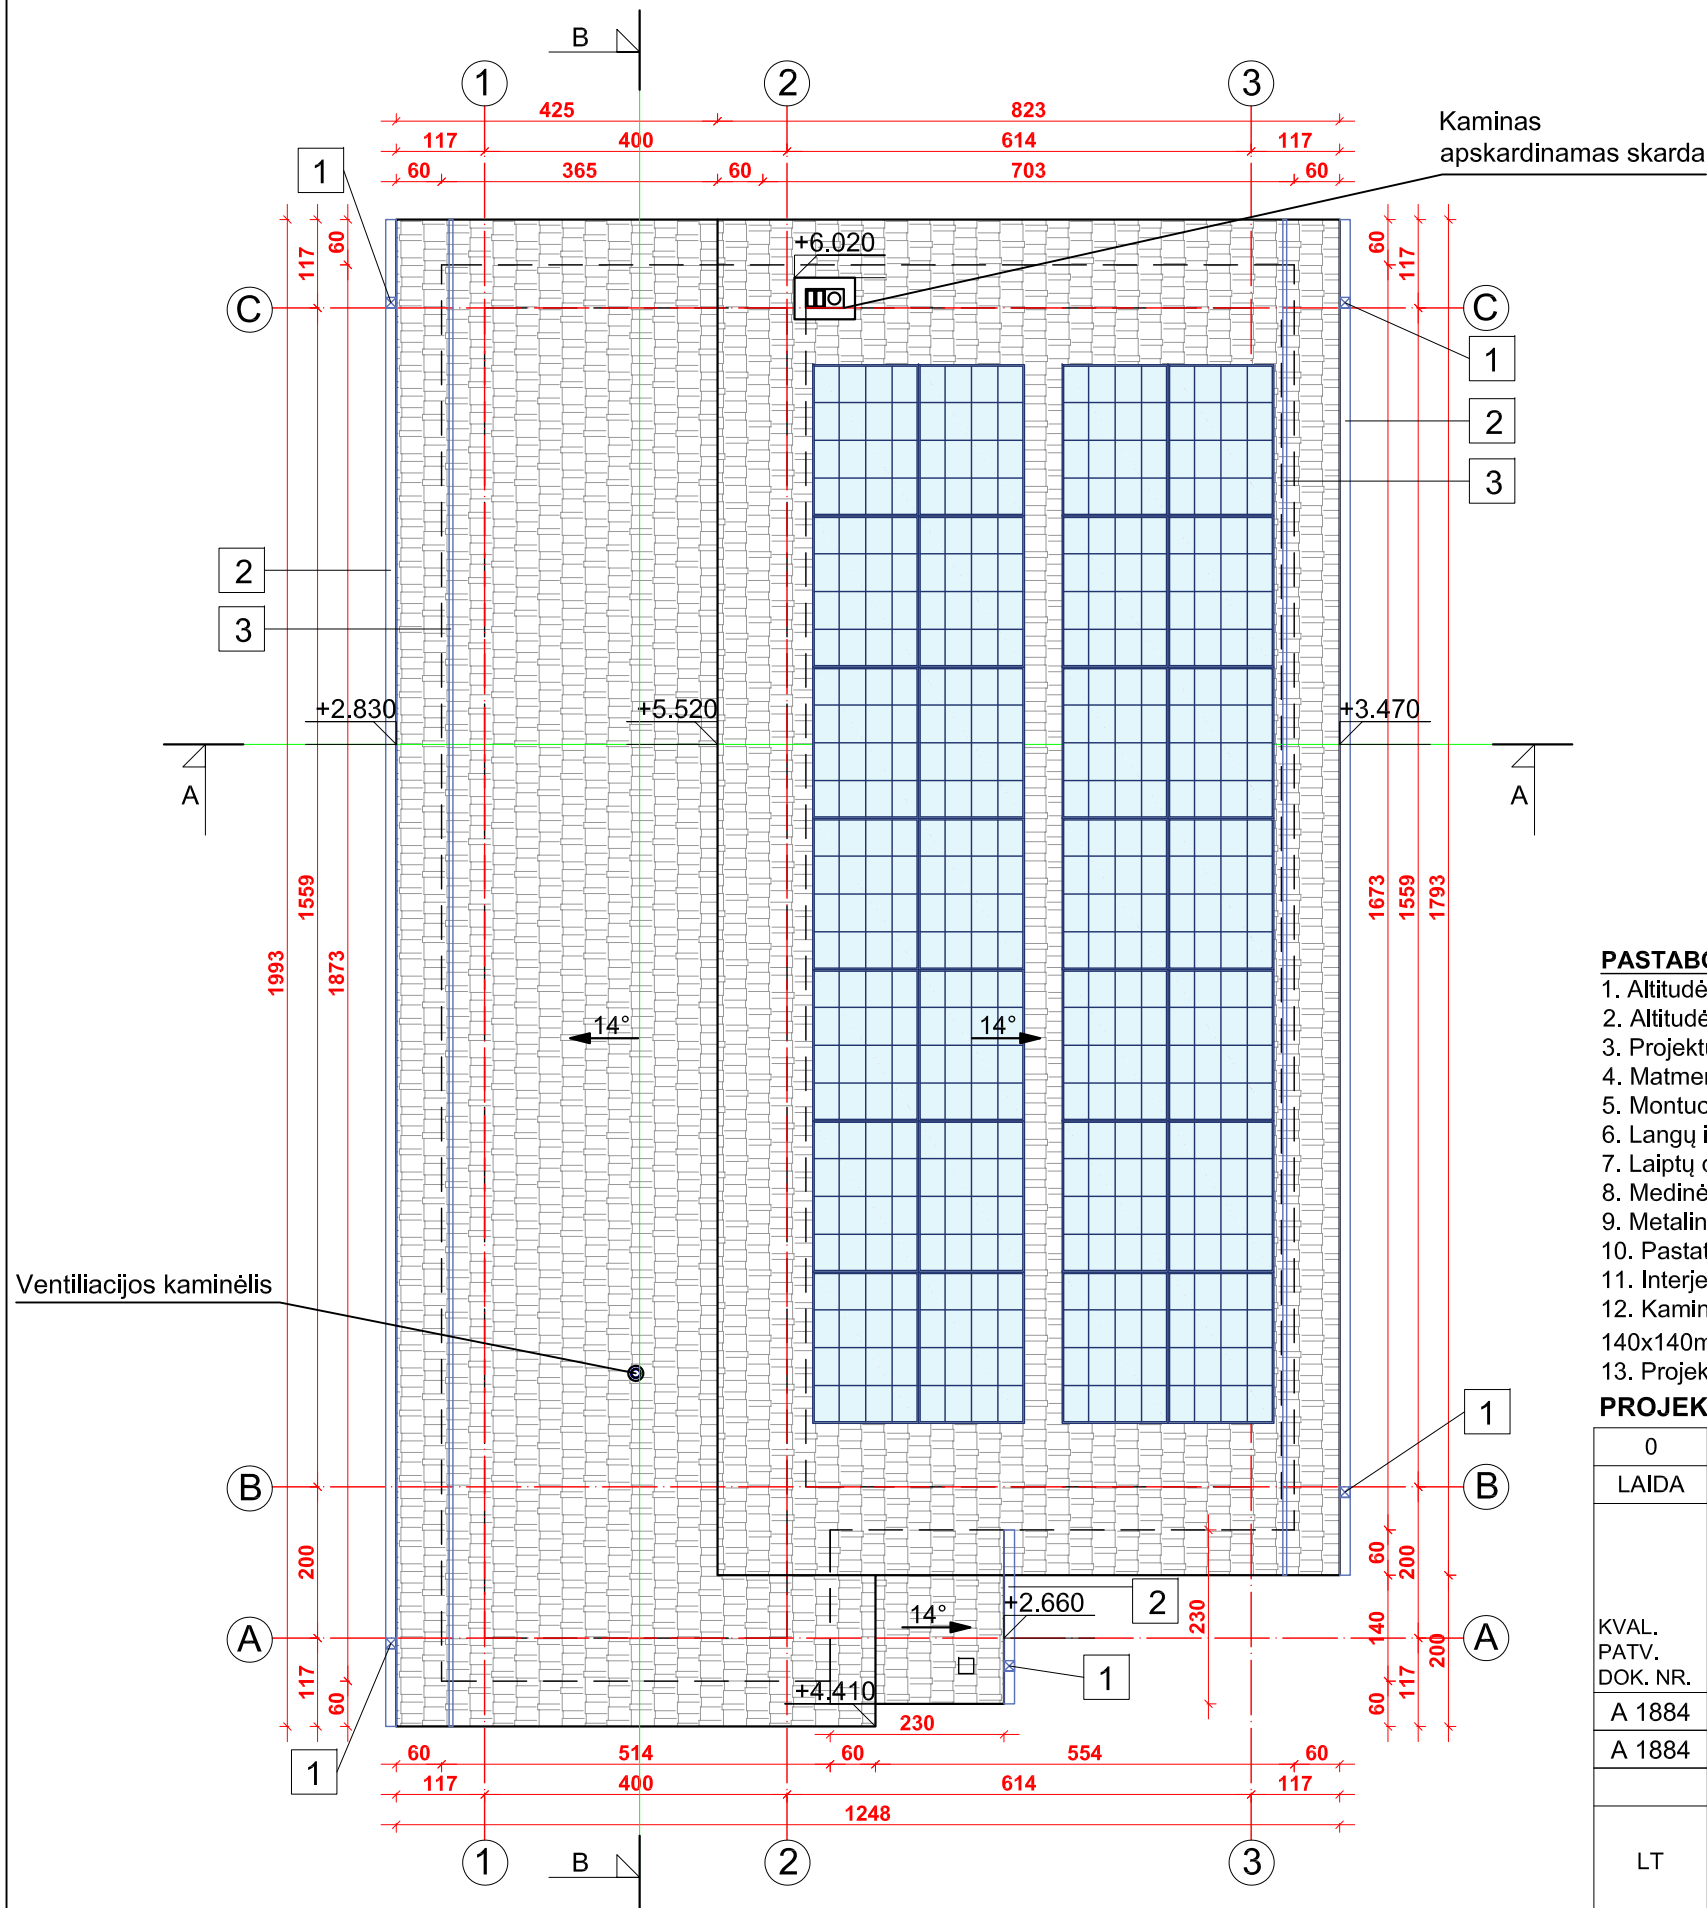 B
1
2
3
425
823
117
400
614
117
60
365
60
703
60
Kaminas
apskardinamas skarda
1
60
117
+6.020
60
117
C
C
1
2
3
2
3
+2.830
+5.520
+3.470
A
A
1559
1993
1873
1673
1559
1793
14°
14°
PASTAB
1. Altitudė
2. Altitudė
3. Projekt
4. Matme
5. Montuo
6. Langų i
7. Laiptų
8. Medinė
9. Metalin
10. Pastat
11. Interje
12. Kamin
140x140m
13. Projek
PROJEK
Ventiliacijos kaminėlis
1
0
LAIDA
B
B
200
60
200
2
230
+2.660
14°
A
A
140
200
KVAL.
PATV.
DOK. NR.
117
60
1
+4.410
117
60
A 1884
230
1
60
514
60
554
60
A 1884
117
400
614
117
1248
1
2
3
B
LT